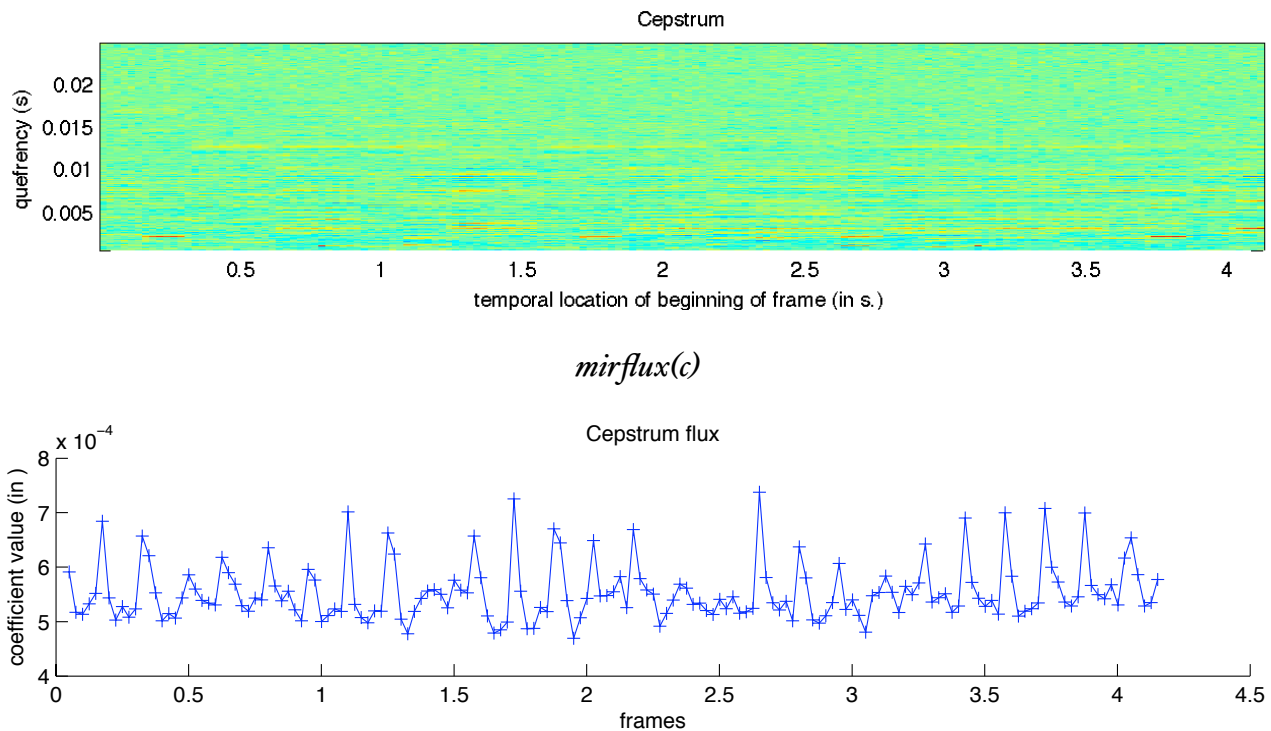 Cepstrum
quefrency (s)
0.02
0.015
0.01
0.005
0.5 1 1.5 2 2.5 3 3.5 4
temporal location of beginning of frame (in s.)
mirflux(c)
Cepstrum flux
x 10⁻⁴
coefficient value (in )
8
7
6
5
4
0 0.5 1 1.5 2 2.5 3 3.5 4 4.5
frames